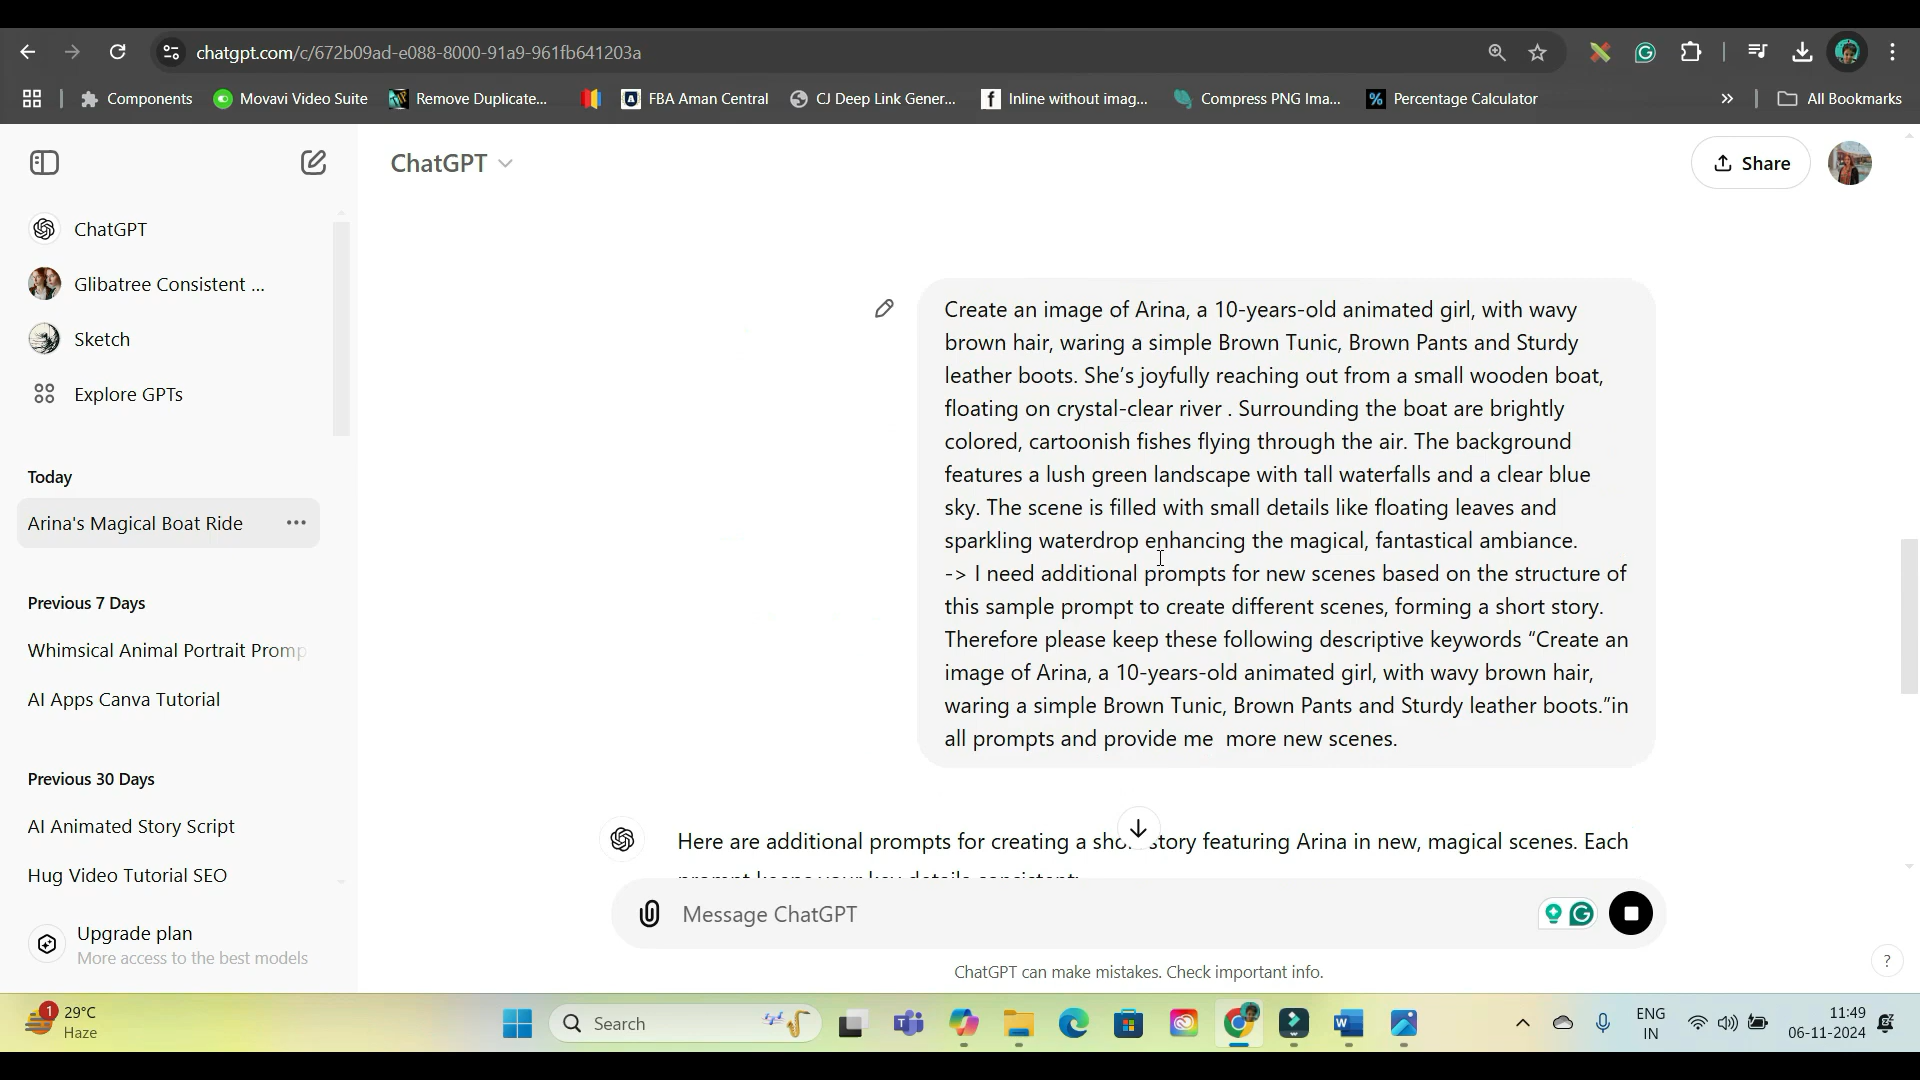 chatgpt.com/c/672b09ad-e088-8000-91a9-961fb641203a
Components
Movavi Video Suite
Remove Duplicate...
FBA Aman Central
CJ Deep Link Gener...
Inline without imag...
Compress PNG Ima...
Percentage Calculator
All Bookmarks
ChatGPT
Share
ChatGPT
Glibatree Consistent ...
Sketch
Explore GPTs
Today
Arina's Magical Boat Ride
Previous 7 Days
Whimsical Animal Portrait Promp
AI Apps Canva Tutorial
Previous 30 Days
AI Animated Story Script
Hug Video Tutorial SEO
Upgrade plan
More access to the best models
Create an image of Arina, a 10-years-old animated girl, with wavy
brown hair, waring a simple Brown Tunic, Brown Pants and Sturdy
leather boots. She’s joyfully reaching out from a small wooden boat,
floating on crystal-clear river . Surrounding the boat are brightly
colored, cartoonish fishes flying through the air. The background
features a lush green landscape with tall waterfalls and a clear blue
sky. The scene is filled with small details like floating leaves and
sparkling waterdrop enhancing the magical, fantastical ambiance.
-> I need additional prompts for new scenes based on the structure of
this sample prompt to create different scenes, forming a short story.
Therefore please keep these following descriptive keywords “Create an
image of Arina, a 10-years-old animated girl, with wavy brown hair,
waring a simple Brown Tunic, Brown Pants and Sturdy leather boots.”in
all prompts and provide me more new scenes.
Here are additional prompts for creating a short story featuring Arina in new, magical scenes. Each
prompt keeps your key details consistent:
Message ChatGPT
ChatGPT can make mistakes. Check important info.
?
1
29°C
Haze
Search
ENG
IN
11:49
06-11-2024